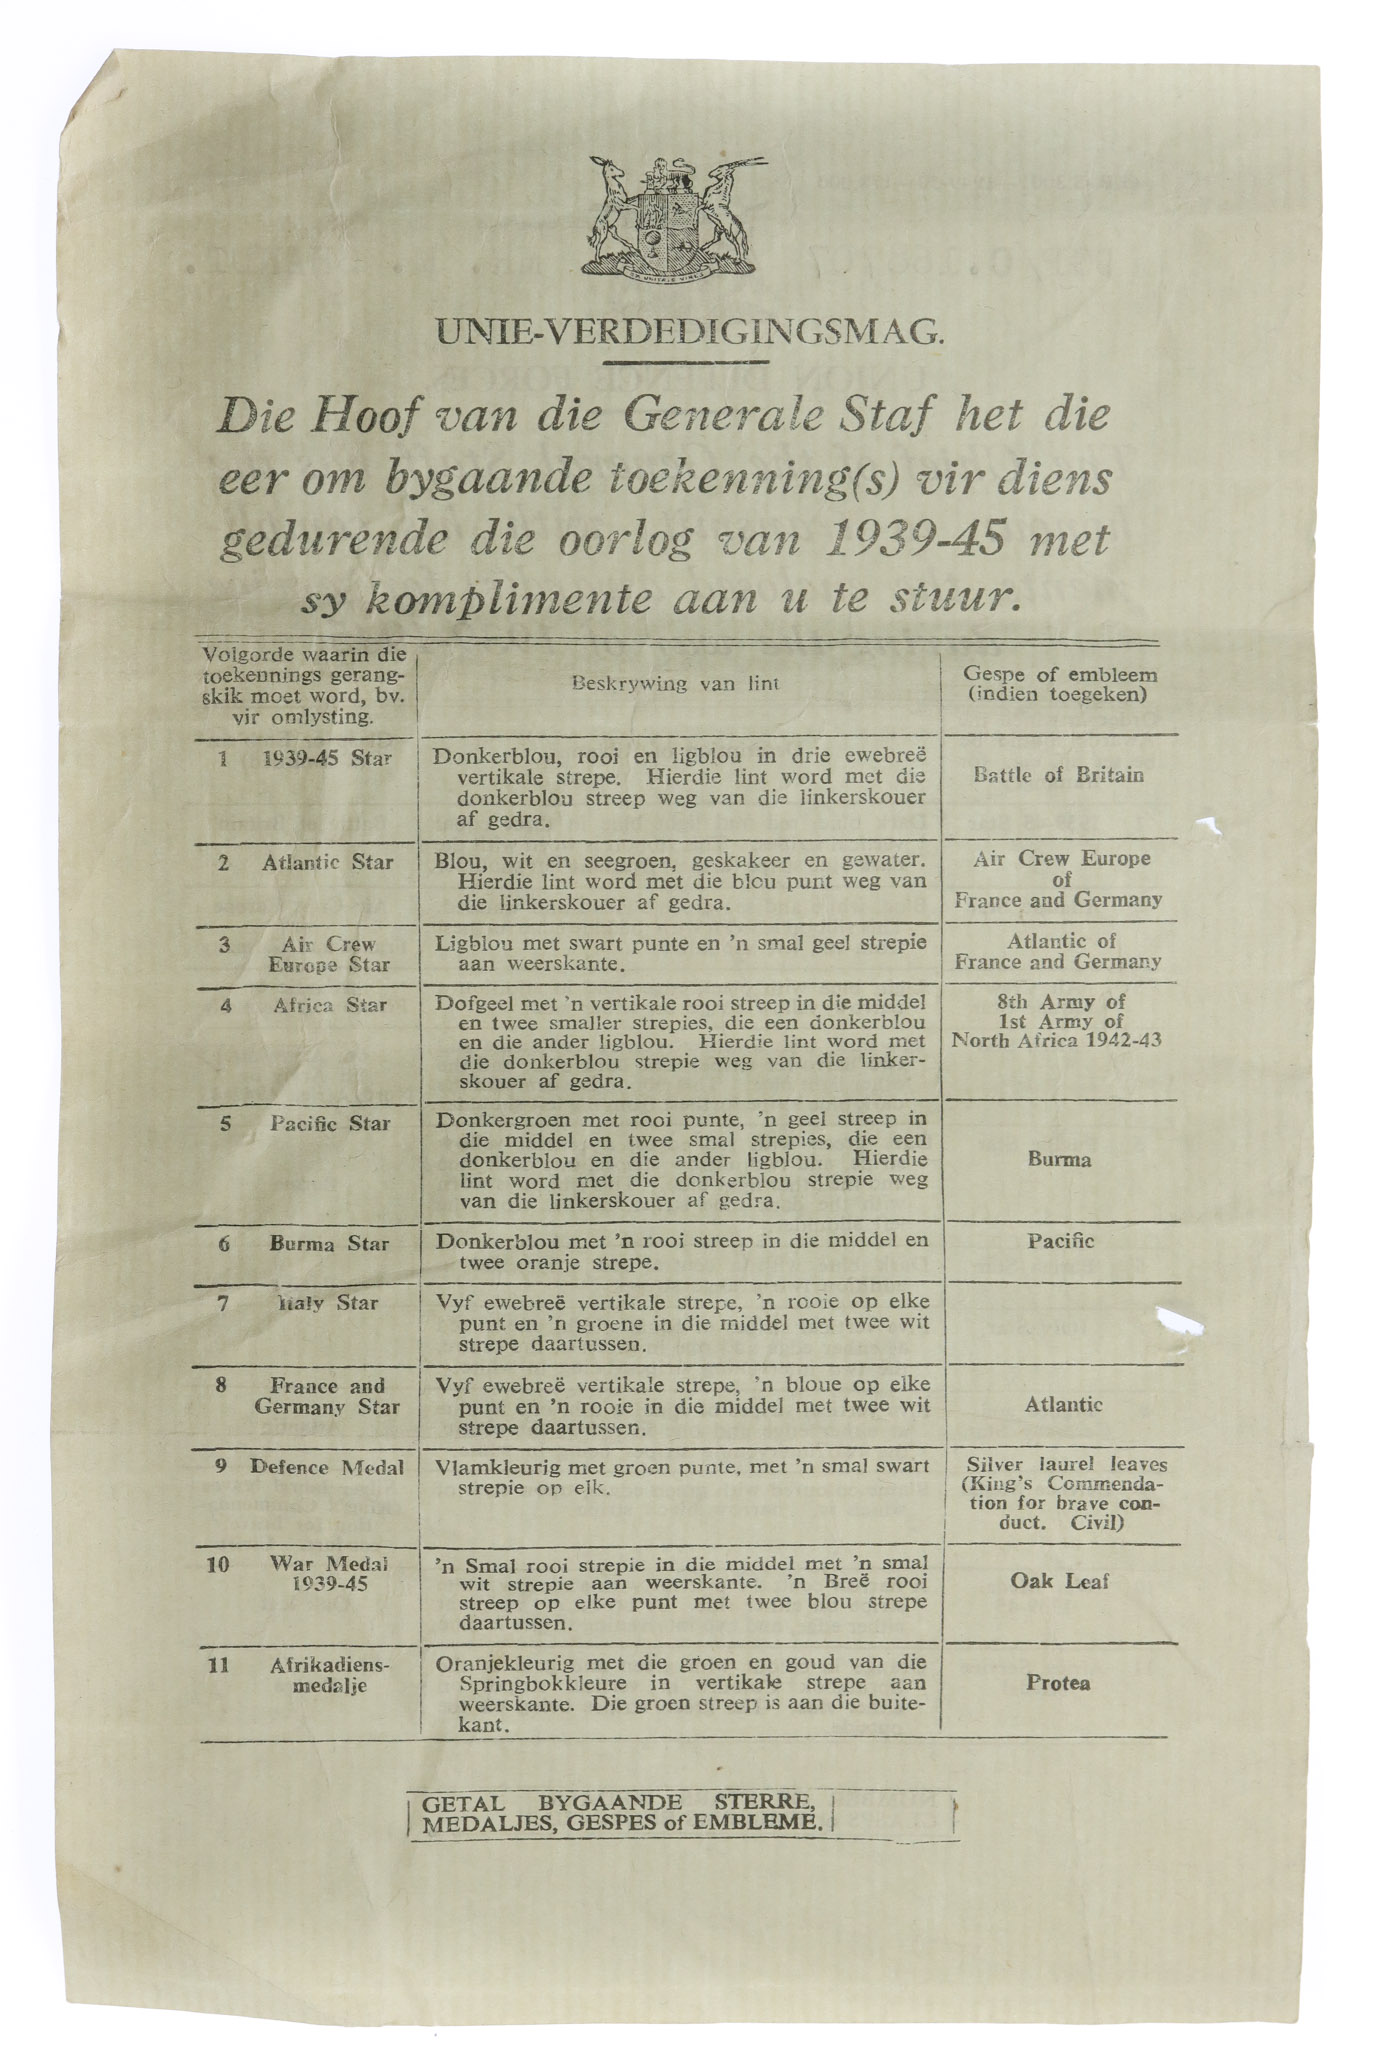 UNIE-VERDEDIGINGSMAG.
Die Hoof van die Generale Staf het die
eer om bygaande toekenning(s) vir diens
gedurende die oorlog van 1939-45 met
sy komplimente aan u te stuur.
Volgorde waarin die
toekennings gerang-
skik moet word, bv.
vir omlysting.
Beskrywing van lint
Gespe of embleem
(indien toegeken)
1 1939-45 Star
Donkerblou, rooi en ligblou in drie ewebreë
vertikale strepe. Hierdie lint word met die
donkerblou streep weg van die linkerskouer
af gedra.
Battle of Britain
2 Atlantic Star
Blou, wit en seegroen, geskakeer en gewater.
Hierdie lint word met die blou punt weg van
die linkerskouer af gedra.
Air Crew Europe
of
France and Germany
3 Air Crew
Europe Star
Ligblou met swart punte en 'n smal geel strepie
aan weerskante.
Atlantic of
France and Germany
4 Africa Star
Dofgeel met 'n vertikale rooi streep in die middel
en twee smaller strepies, die een donkerblou
en die ander ligblou. Hierdie lint word met
die donkerblou strepie weg van die linker-
skouer af gedra.
8th Army of
1st Army of
North Africa 1942-43
5 Pacific Star
Donkergroen met rooi punte, 'n geel streep in
die middel en twee smal strepies, die een
donkerblou en die ander ligblou. Hierdie
lint word met die donkerblou strepie weg
van die linkerskouer af gedra.
Burma
6 Burma Star
Donkerblou met 'n rooi streep in die middel en
twee oranje strepe.
Pacific
7 Italy Star
Vyf ewebreë vertikale strepe, 'n rooie op elke
punt en 'n groene in die middel met twee wit
strepe daartussen.
8 France and
Germany Star
Vyf ewebreë vertikale strepe, 'n bloue op elke
punt en 'n rooie in die middel met twee wit
strepe daartussen.
Atlantic
9 Defence Medal
Vlamkleurig met groen punte, met 'n smal swart
strepie op elk.
Silver laurel leaves
(King's Commenda-
tion for brave con-
duct. Civil)
10 War Medal
1939-45
'n Smal rooi strepie in die middel met 'n smal
wit strepie aan weerskante. 'n Breë rooi
streep op elke punt met twee blou strepe
daartussen.
Oak Leaf
11 Afrikadiens-
medalje
Oranjekleurig met die groen en goud van die
Springbokkleure in vertikale strepe aan
weerskante. Die groen streep is aan die buite-
kant.
Protea
GETAL BYGAANDE STERRE,
MEDALJES, GESPES of EMBLEME.